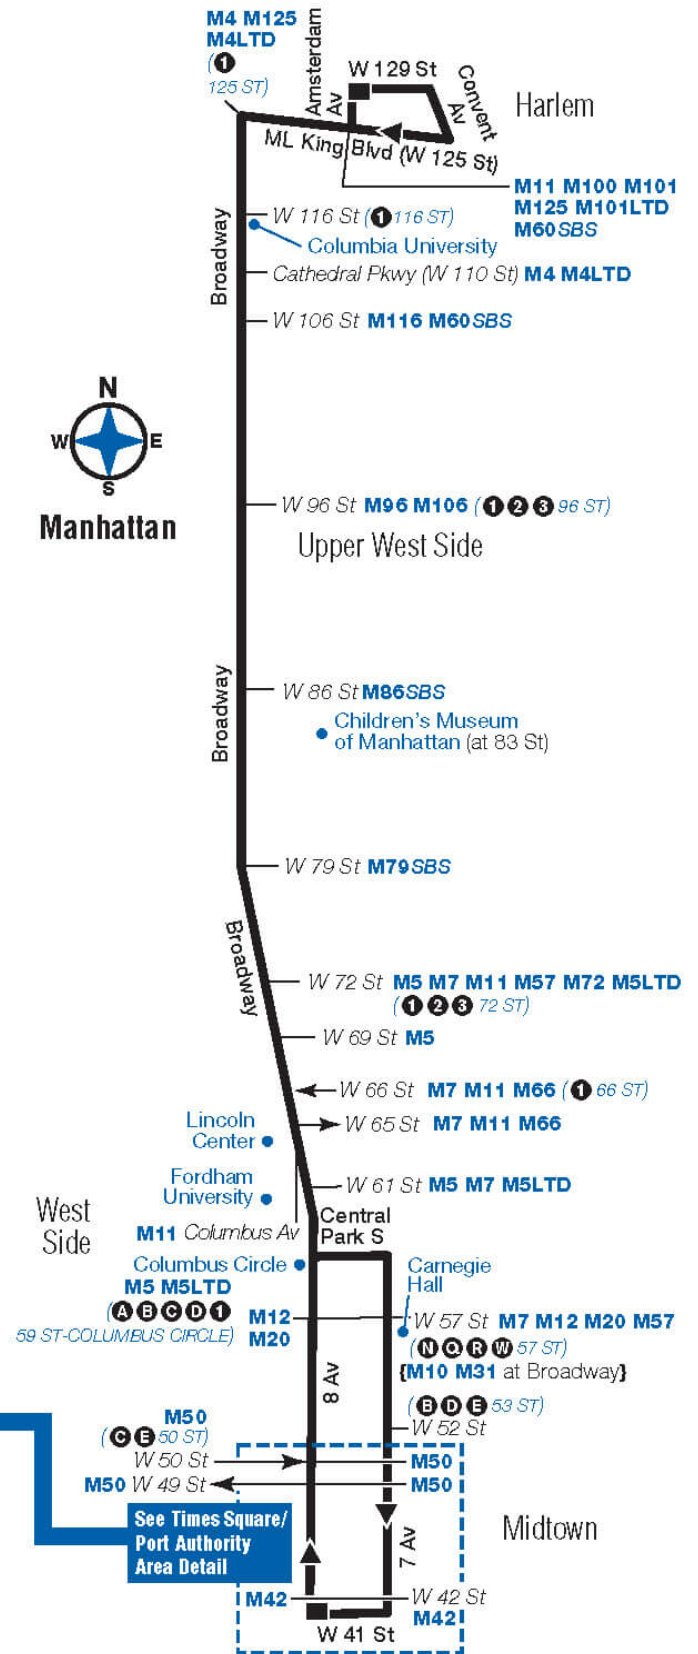 M4 M125
M4LTD
(1
125 ST)
Amsterdam
Av
W 129 St
Convent
Av
Harlem
ML King Blvd (W 125 St)
M11 M100 M101
M125 M101LTD
M60SBS
Broadway
W 116 St (1 116 ST)
Columbia University
Cathedral Pkwy (W 110 St) M4 M4LTD
W 106 St M116 M60SBS
N
W E
S
Manhattan
W 96 St M96 M106 (1 2 3 96 ST)
Upper West Side
Broadway
W 86 St M86SBS
Children's Museum
of Manhattan (at 83 St)
W 79 St M79SBS
Broadway
W 72 St M5 M7 M11 M57 M72 M5LTD
(1 2 3 72 ST)
W 69 St M5
W 66 St M7 M11 M66 (1 66 ST)
W 65 St M7 M11 M66
Lincoln
Center
Fordham
University
W 61 St M5 M7 M5LTD
West
Side
M11 Columbus Av
Central
Park S
Columbus Circle
M5 M5LTD
(A B C D 1
59 ST-COLUMBUS CIRCLE)
M12
M20
Carnegie
Hall
W 57 St M7 M12 M20 M57
(N Q R W 57 ST)
{M10 M31 at Broadway}
8 Av
(B D E 53 ST)
W 52 St
M50
(C E 50 ST)
W 50 St
M50
M50 W 49 St
M50
See Times Square/
Port Authority
Area Detail
Midtown
7 Av
M42
W 42 St
M42
W 41 St